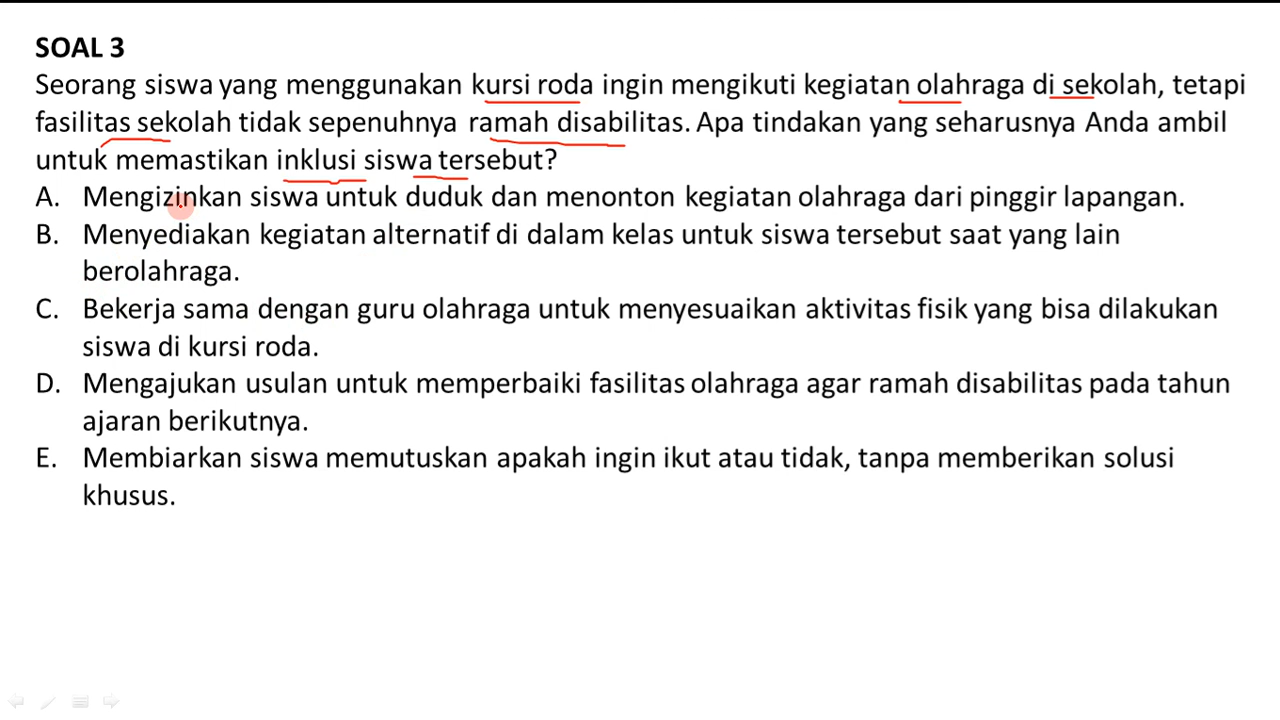 SOAL 3
Seorang siswa yang menggunakan kursi roda ingin mengikuti kegiatan olahraga di sekolah, tetapi
fasilitas sekolah tidak sepenuhnya ramah disabilitas. Apa tindakan yang seharusnya Anda ambil
untuk memastikan inklusi siswa tersebut?
A. Mengizinkan siswa untuk duduk dan menonton kegiatan olahraga dari pinggir lapangan.
B. Menyediakan kegiatan alternatif di dalam kelas untuk siswa tersebut saat yang lain
berolahraga.
C. Bekerja sama dengan guru olahraga untuk menyesuaikan aktivitas fisik yang bisa dilakukan
siswa di kursi roda.
D. Mengajukan usulan untuk memperbaiki fasilitas olahraga agar ramah disabilitas pada tahun
ajaran berikutnya.
E. Membiarkan siswa memutuskan apakah ingin ikut atau tidak, tanpa memberikan solusi
khusus.